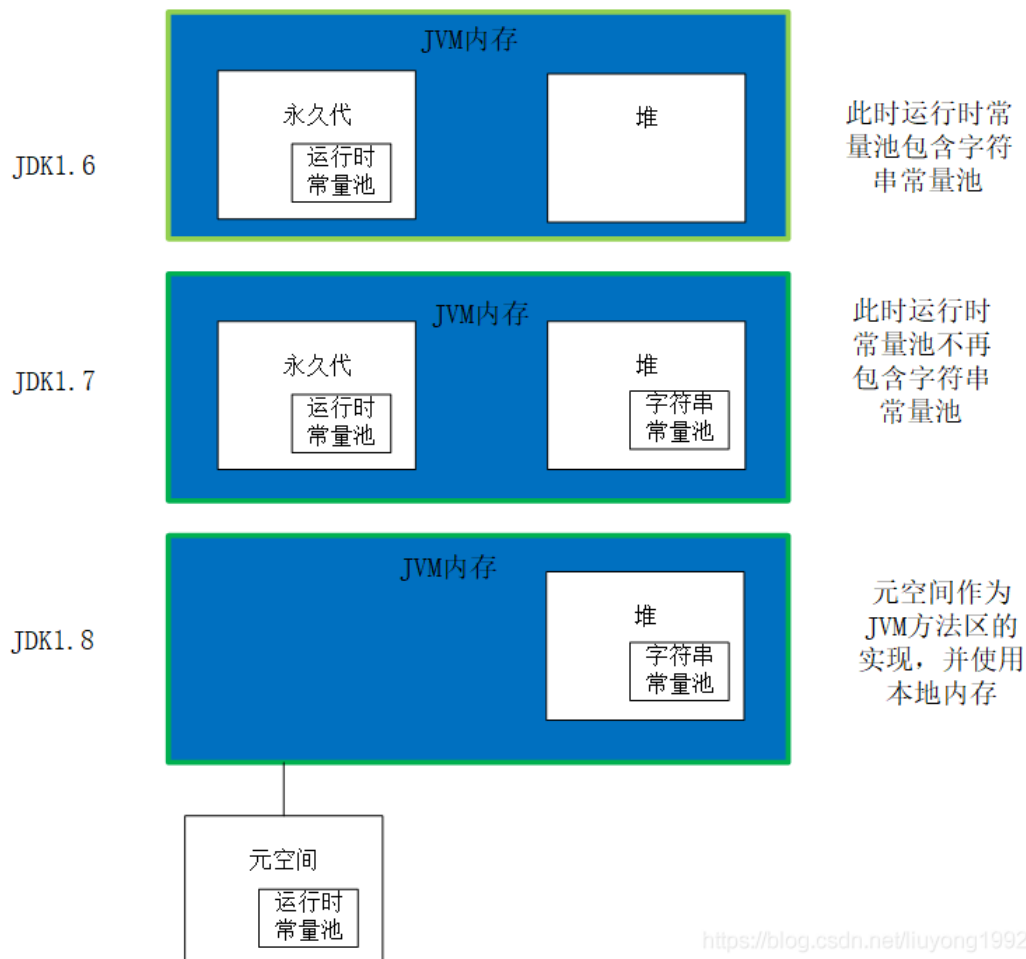 JVM内存
永久代
运行时
常量池
堆
JDK1.6
此时运行时常
量池包含字符
串常量池
JVM内存
永久代
运行时
常量池
堆
字符串
常量池
JDK1.7
此时运行时
常量池不再
包含字符串
常量池
JVM内存
堆
字符串
常量池
JDK1.8
元空间作为
JVM方法区的
实现，并使用
本地内存
元空间
运行时
常量池
https://blog.csdn.net/liuyong1992